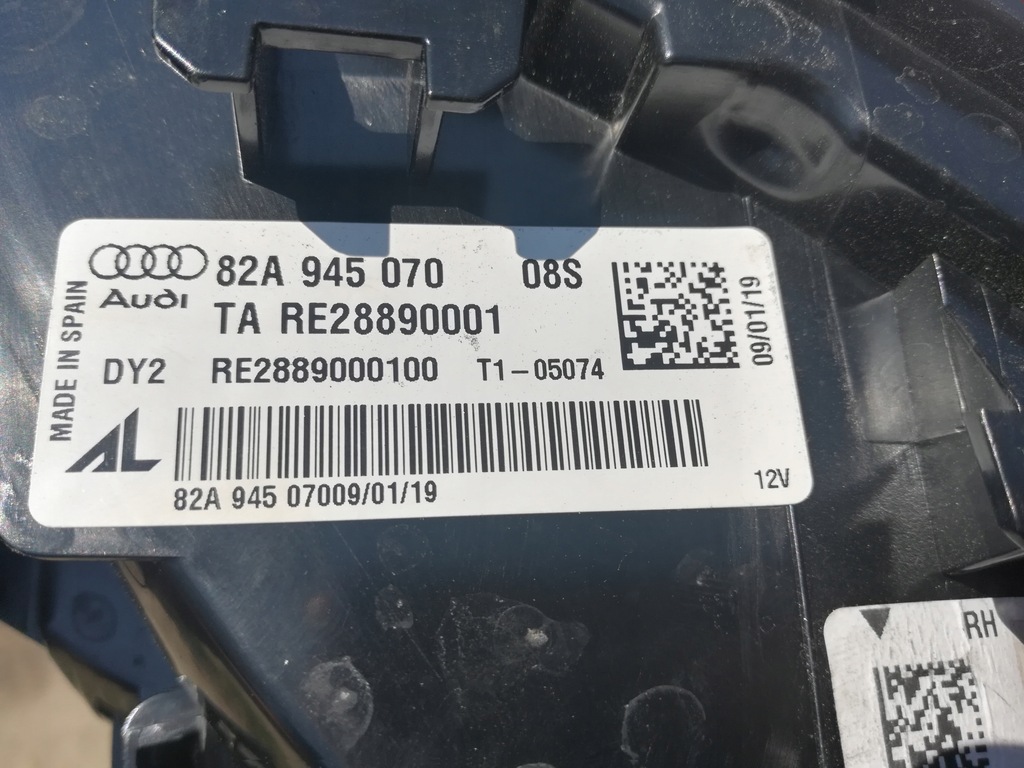 MADE IN SPAIN
Audi
82A 945 070 08S
TA RE28890001
DY2 RE2889000100 T1-05074
09/01/19
AL
82A 945 07009/01/19
12V
RH